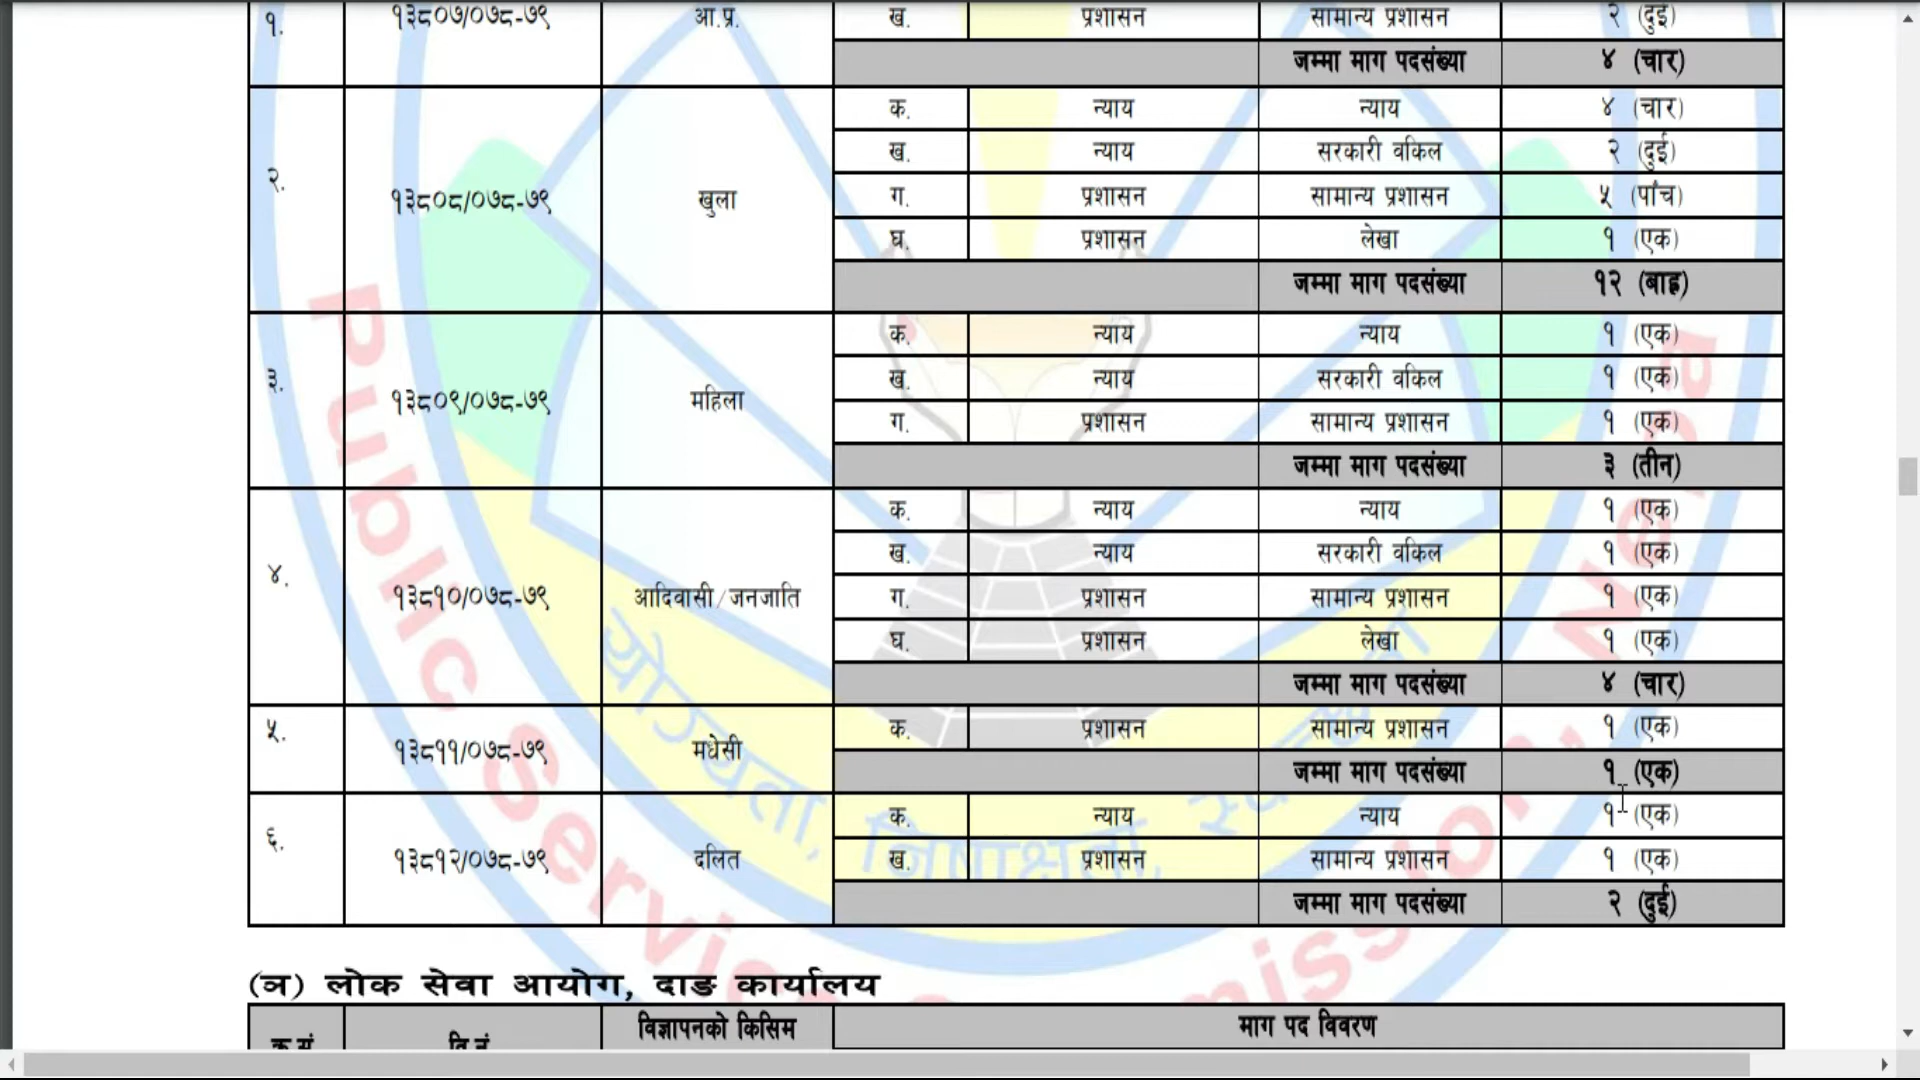 १. १३८०७/०७८-७९ आ.प्र. ख. प्रशासन सामान्य प्रशासन २ (दुई)
जम्मा माग पदसंख्या ४ (चार)
क. न्याय न्याय ४ (चार)
ख. न्याय सरकारी वकिल २ (दुई)
२. १३८०८/०७८-७९ खुला ग. प्रशासन सामान्य प्रशासन ५ (पाँच)
घ. प्रशासन लेखा १ (एक)
जम्मा माग पदसंख्या १२ (बाह्र)
क. न्याय न्याय १ (एक)
३. १३८०९/०७८-७९ महिला ख. न्याय सरकारी वकिल १ (एक)
ग. प्रशासन सामान्य प्रशासन १ (एक)
जम्मा माग पदसंख्या ३ (तीन)
क. न्याय न्याय १ (एक)
ख. न्याय सरकारी वकिल १ (एक)
४. १३८१०/०७८-७९ आदिवासी/जनजाति ग. प्रशासन सामान्य प्रशासन १ (एक)
घ. प्रशासन लेखा १ (एक)
जम्मा माग पदसंख्या ४ (चार)
५. १३८११/०७८-७९ मधेसी क. प्रशासन सामान्य प्रशासन १ (एक)
जम्मा माग पदसंख्या १ (एक)
क. न्याय न्याय १ (एक)
६. १३८१२/०७८-७९ दलित ख. प्रशासन सामान्य प्रशासन १ (एक)
जम्मा माग पदसंख्या २ (दुई)
(ञ) लोक सेवा आयोग, दाङ कार्यालय
क्र.सं. वि.नं. विज्ञापनको किसिम माग पद विवरण
Public Service
योग्यता, निष्पक्षता,